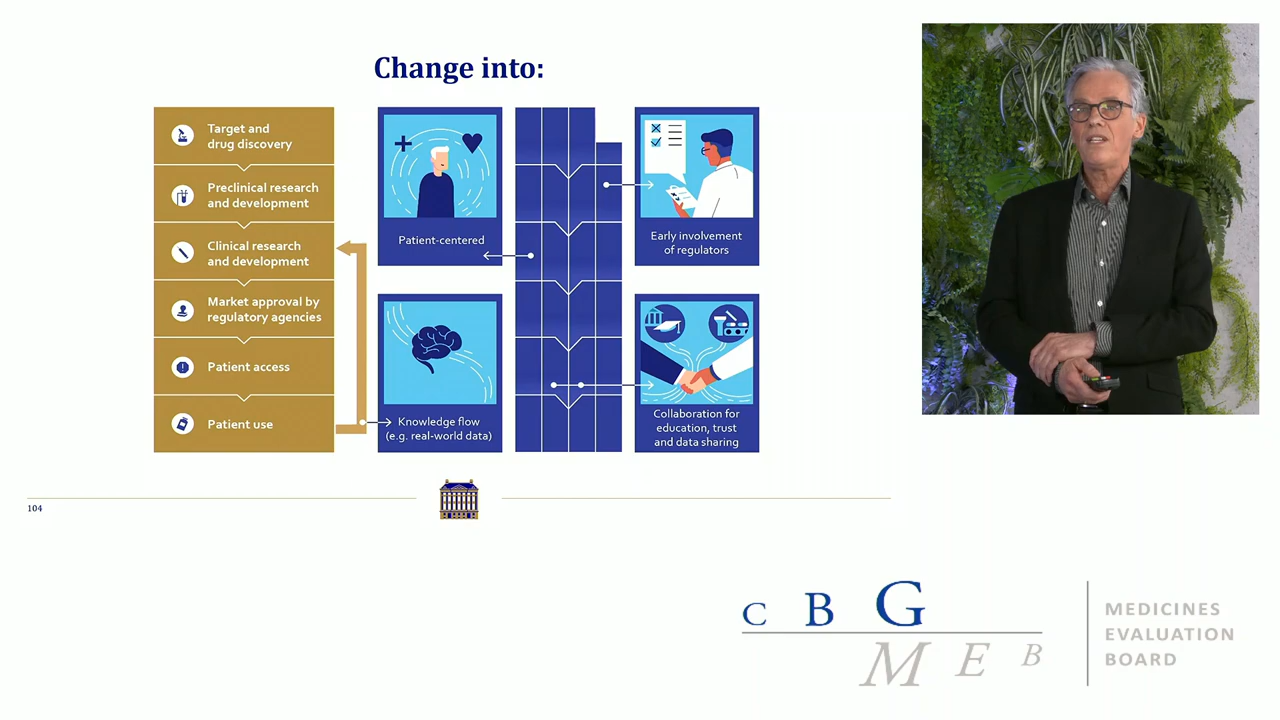 Change into:
Target and
drug discovery
Preclinical research
and development
Clinical research
and development
Market approval by
regulatory agencies
Patient access
Patient use
Patient-centered
Knowledge flow
(e.g. real-world data)
Early involvement
of regulators
Collaboration for
education, trust
and data sharing
104
C B G
M E B
MEDICINES
EVALUATION
BOARD